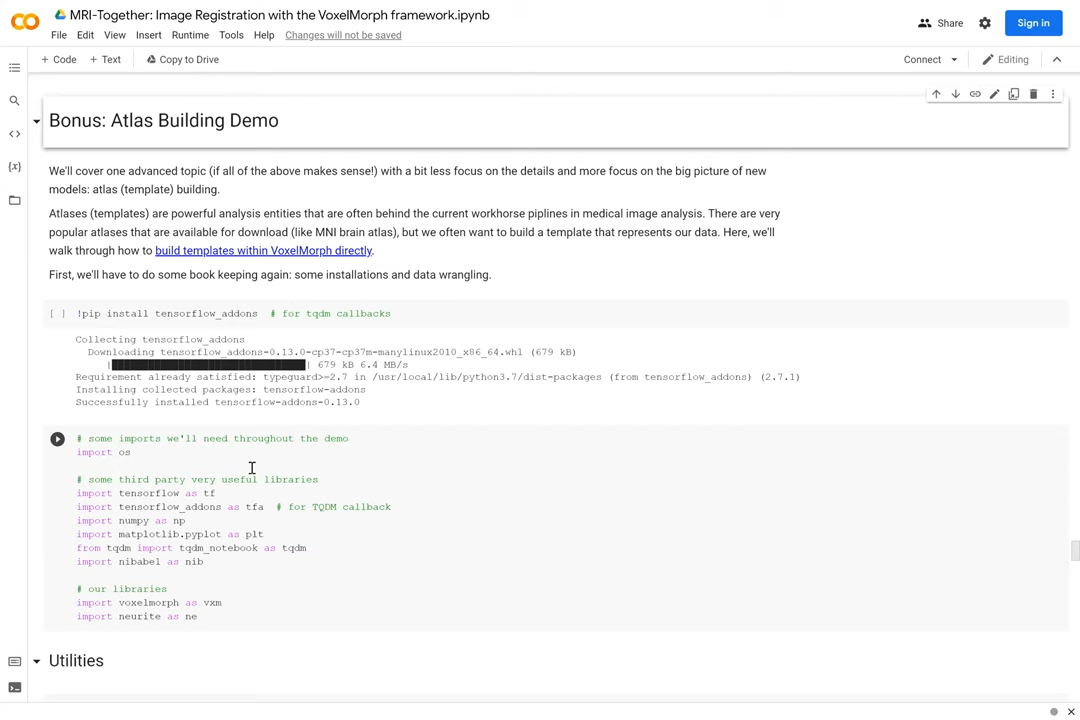 MRI-Together: Image Registration with the VoxelMorph framework.ipynb
Share
Sign in
File Edit View Insert Runtime Tools Help Changes will not be saved
+ Code + Text Copy to Drive Connect Editing
Bonus: Atlas Building Demo
We'll cover one advanced topic (if all of the above makes sense!) with a bit less focus on the details and more focus on the big picture of new
models: atlas (template) building.
Atlases (templates) are powerful analysis entities that are often behind the current workhorse piplines in medical image analysis. There are very
popular atlases that are available for download (like MNI brain atlas), but we often want to build a template that represents our data. Here, we'll
walk through how to build templates within VoxelMorph directly.
First, we'll have to do some book keeping again: some installations and data wrangling.
[ ] !pip install tensorflow_addons # for tqdm callbacks
Collecting tensorflow_addons
Downloading tensorflow_addons-0.13.0-cp37-cp37m-manylinux2010_x86_64.whl (679 kB)
|████████████████████████████████| 679 kB 6.4 MB/s
Requirement already satisfied: typeguard>=2.7 in /usr/local/lib/python3.7/dist-packages (from tensorflow_addons) (2.7.1)
Installing collected packages: tensorflow-addons
Successfully installed tensorflow-addons-0.13.0
# some imports we'll need throughout the demo
import os
# some third party very useful libraries
import tensorflow as tf
import tensorflow_addons as tfa # for TQDM callback
import numpy as np
import matplotlib.pyplot as plt
from tqdm import tqdm_notebook as tqdm
import nibabel as nib
# our libraries
import voxelmorph as vxm
import neurite as ne
Utilities